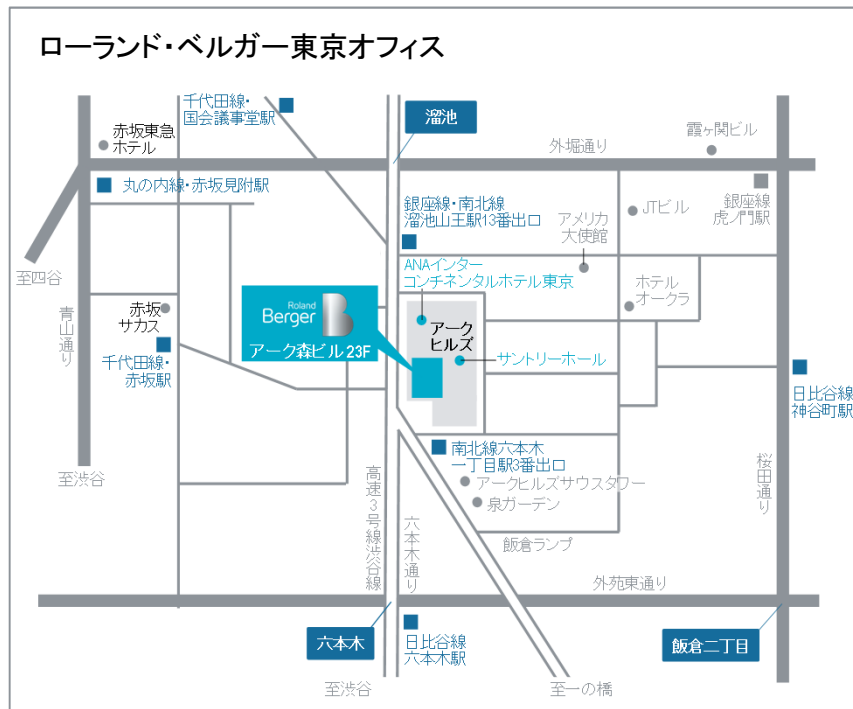 ローランド・ベルガー東京オフィス
千代田線・
国会議事堂駅
溜池
赤坂東急
ホテル
霞ヶ関ビル
外堀通り
丸の内線・赤坂見附駅
銀座線・南北線
溜池山王駅13番出口
アメリカ
大使館
JTビル
銀座線
虎ノ門駅
至四谷
青山通り
ANAインター
コンチネンタルホテル東京
ホテル
オークラ
赤坂
サカス
Roland
Berger
B
アーク森ビル 23F
アーク
ヒルズ
サントリーホール
千代田線・
赤坂駅
日比谷線
神谷町駅
南北線六本木
一丁目駅3番出口
アークヒルズサウスタワー
泉ガーデン
至渋谷
高速3号線渋谷線
六本木通り
飯倉ランプ
桜田通り
外苑東通り
六本木
日比谷線
六本木駅
飯倉二丁目
至渋谷
至一の橋